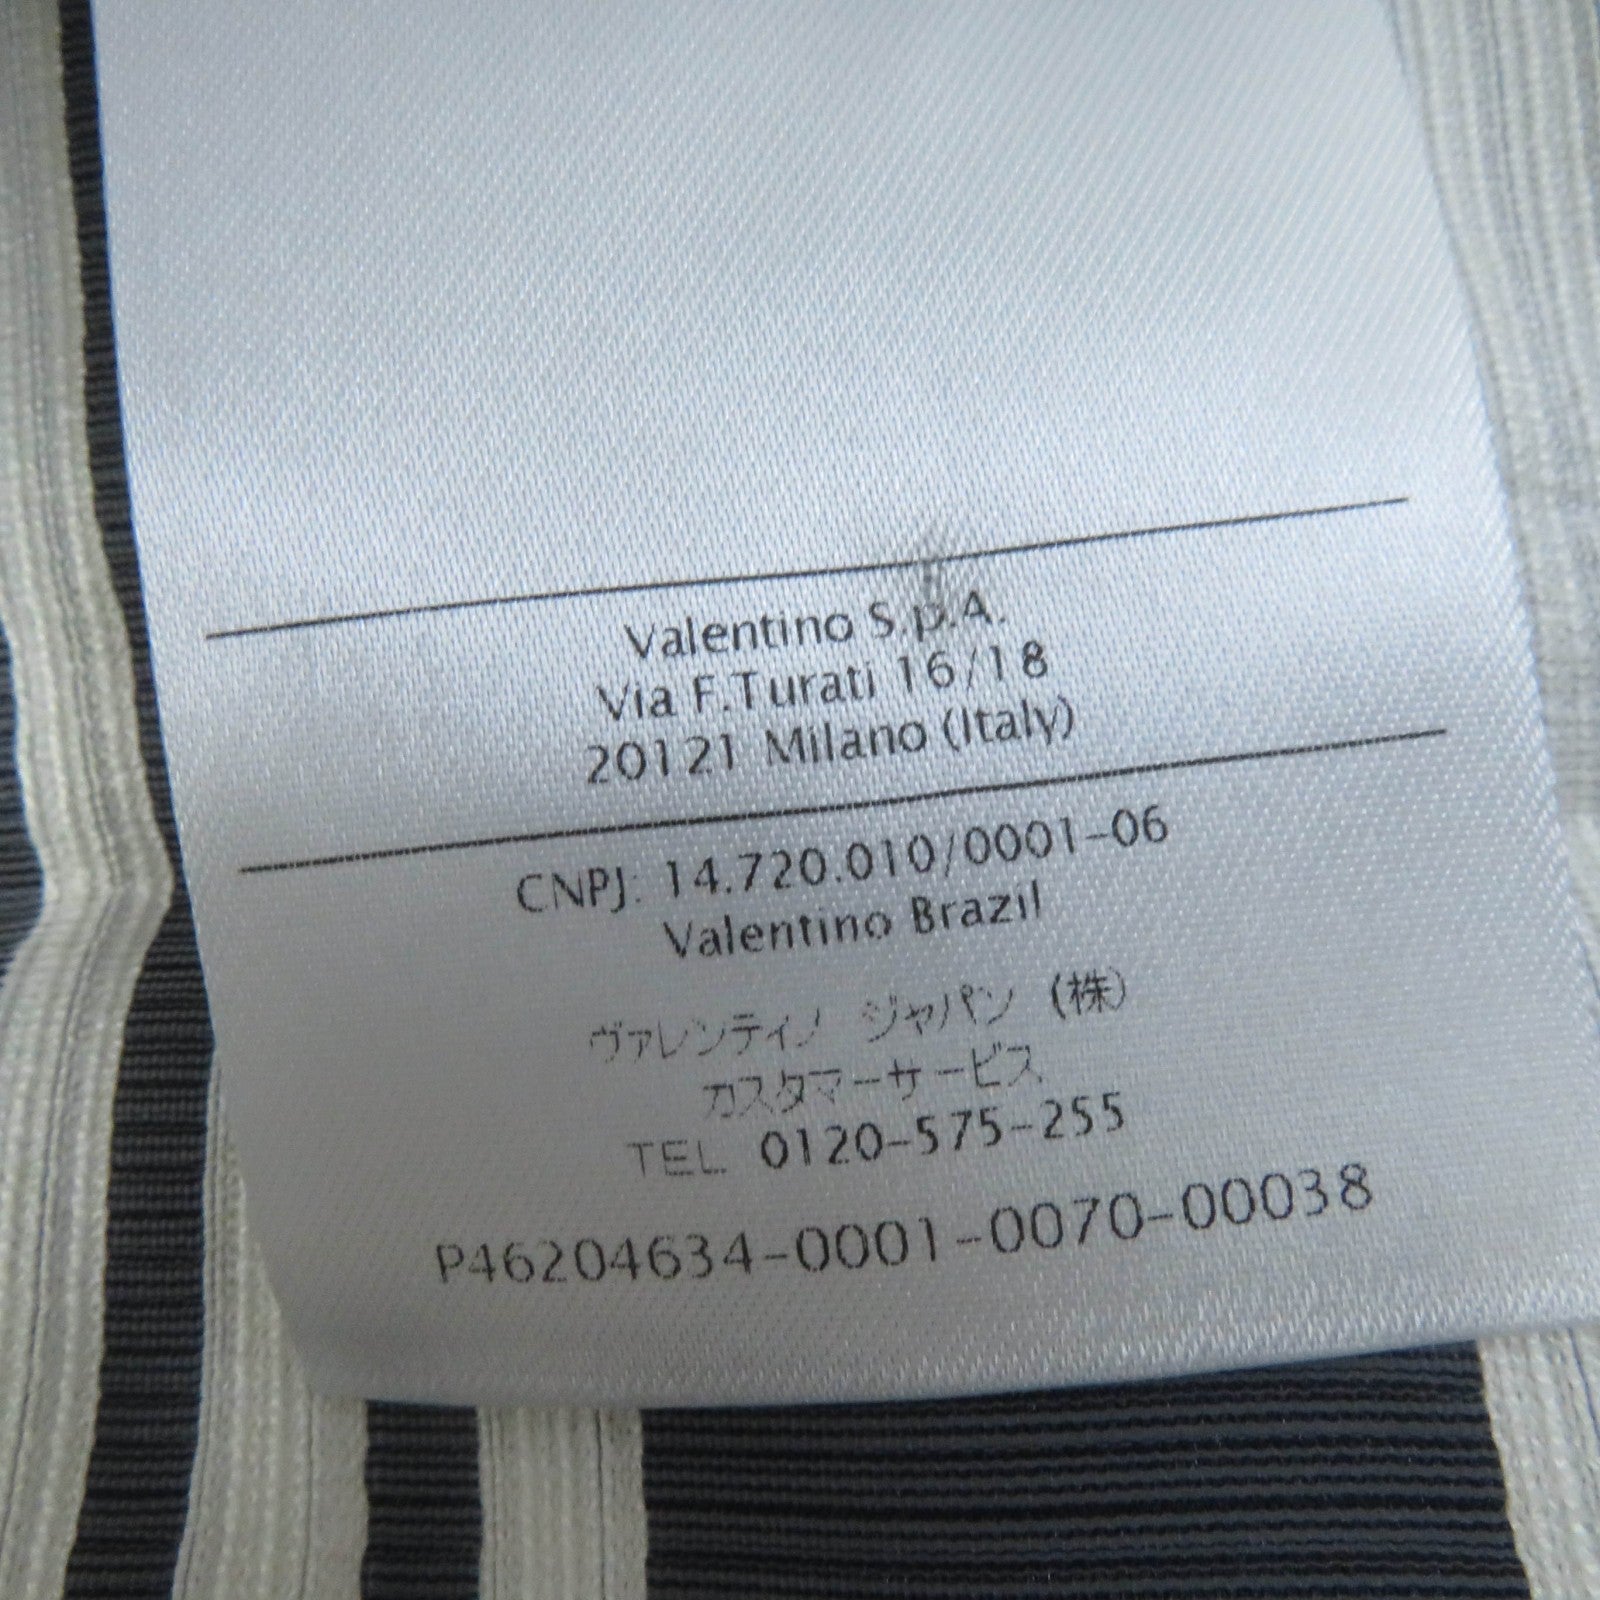 Valentino S.p.A.
Via F.Turati 16/18
20121 Milano (Italy)
CNPJ: 14.720.010/0001-06
Valentino Brazil
ヴァレンティノ ジャパン (株)
カスタマーサービス
TEL. 0120-575-255
P46204634-0001-0070-00038